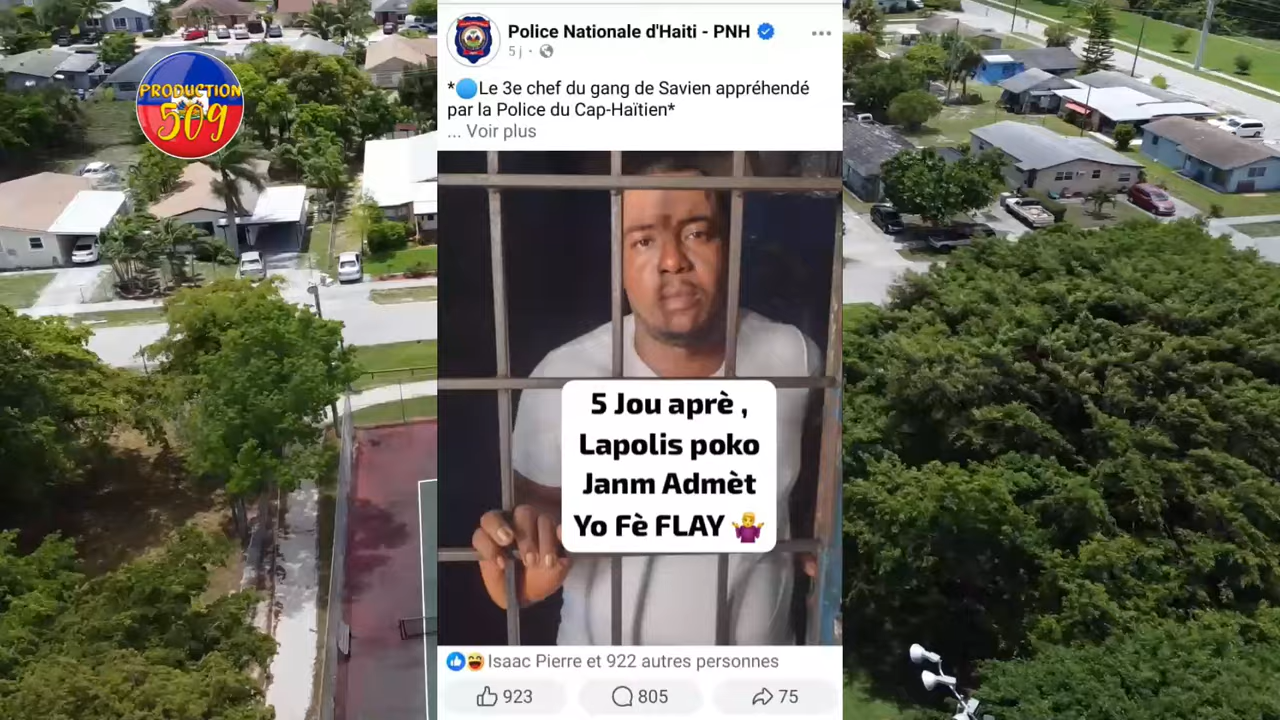 PRODUCTION
509
Police Nationale d'Haiti - PNH
5 j ·
*🔵Le 3e chef du gang de Savien appréhendé
par la Police du Cap-Haïtien*
... Voir plus
5 Jou aprè ,
Lapolis poko
Janm Admèt
Yo Fè FLAY 🤷
Isaac Pierre et 922 autres personnes
923
805
75